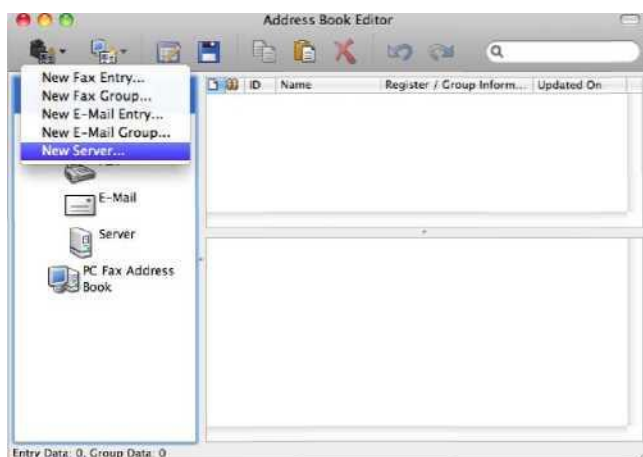 Address Book Editor
New Fax Entry...
New Fax Group...
New E-Mail Entry...
New E-Mail Group...
New Server...
ID Name Register / Group Inform... Updated On
E-Mail
Server
PC Fax Address
Book
Entry Data: 0, Group Data: 0